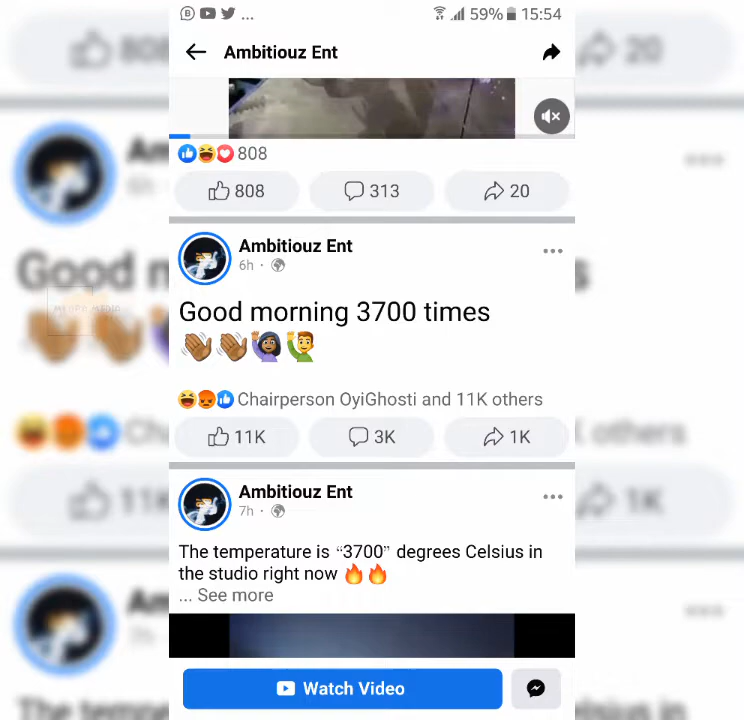 59% 15:54
Ambitiouz Ent
808
808 313 20
Ambitiouz Ent
6h ·
Good morning 3700 times
Chairperson OyiGhosti and 11K others
11K 3K 1K
Ambitiouz Ent
7h ·
The temperature is “3700” degrees Celsius in
the studio right now
... See more
Watch Video